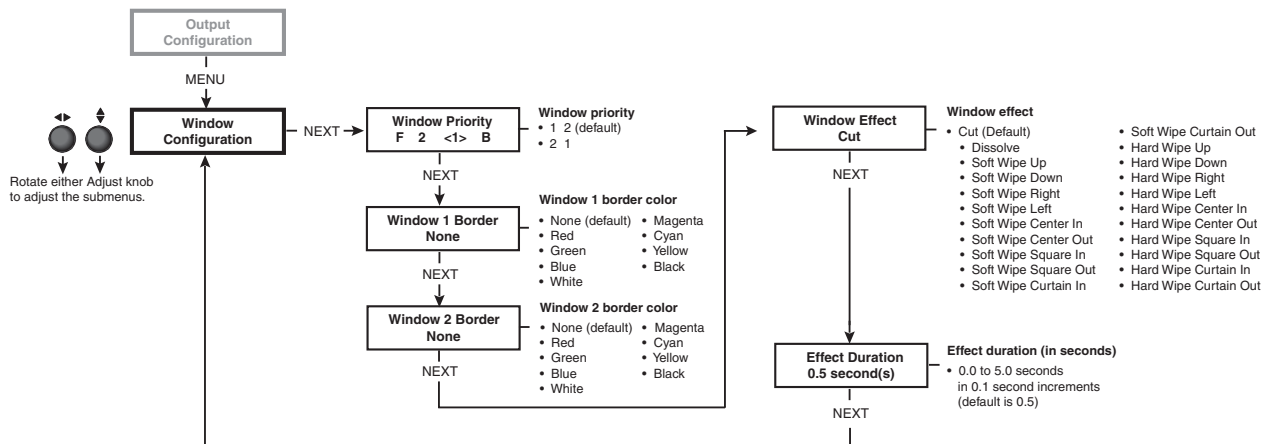 Output
Configuration
MENU
Window
Configuration
NEXT
Rotate either Adjust knob
to adjust the submenus.
Window Priority
F 2 <1> B
NEXT
Window priority
• 1 2 (default)
• 2 1
Window 1 Border
None
NEXT
Window 1 border color
• None (default)
• Red
• Green
• Blue
• White
• Magenta
• Cyan
• Yellow
• Black
Window 2 Border
None
NEXT
Window 2 border color
• None (default)
• Red
• Green
• Blue
• White
• Magenta
• Cyan
• Yellow
• Black
Window Effect
Cut
NEXT
Window effect
• Cut (Default)
• Dissolve
• Soft Wipe Up
• Soft Wipe Down
• Soft Wipe Right
• Soft Wipe Left
• Soft Wipe Center In
• Soft Wipe Center Out
• Soft Wipe Square In
• Soft Wipe Square Out
• Soft Wipe Curtain In
• Soft Wipe Curtain Out
• Hard Wipe Up
• Hard Wipe Down
• Hard Wipe Right
• Hard Wipe Left
• Hard Wipe Center In
• Hard Wipe Center Out
• Hard Wipe Square In
• Hard Wipe Square Out
• Hard Wipe Curtain In
• Hard Wipe Curtain Out
Effect Duration
0.5 second(s)
NEXT
Effect duration (in seconds)
• 0.0 to 5.0 seconds
in 0.1 second increments
(default is 0.5)